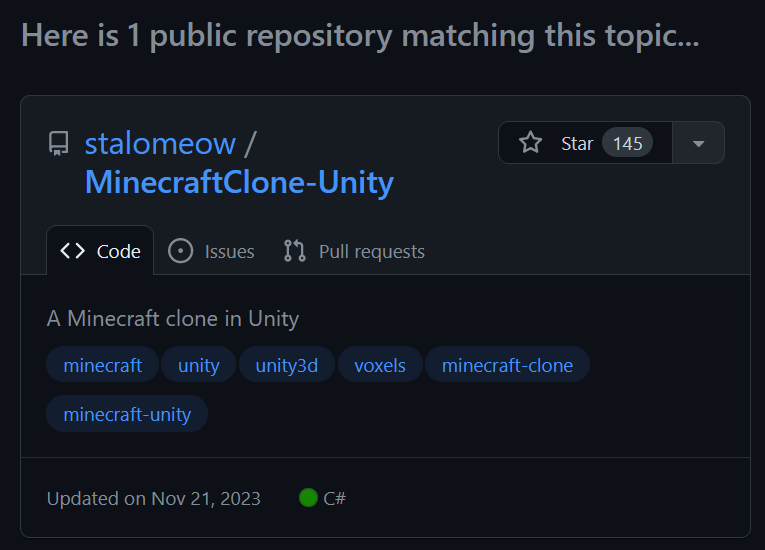 Here is 1 public repository matching this topic...
stalomeow /
MinecraftClone-Unity
Star 145
Code Issues Pull requests
A Minecraft clone in Unity
minecraft unity unity3d voxels minecraft-clone
minecraft-unity
Updated on Nov 21, 2023 C#